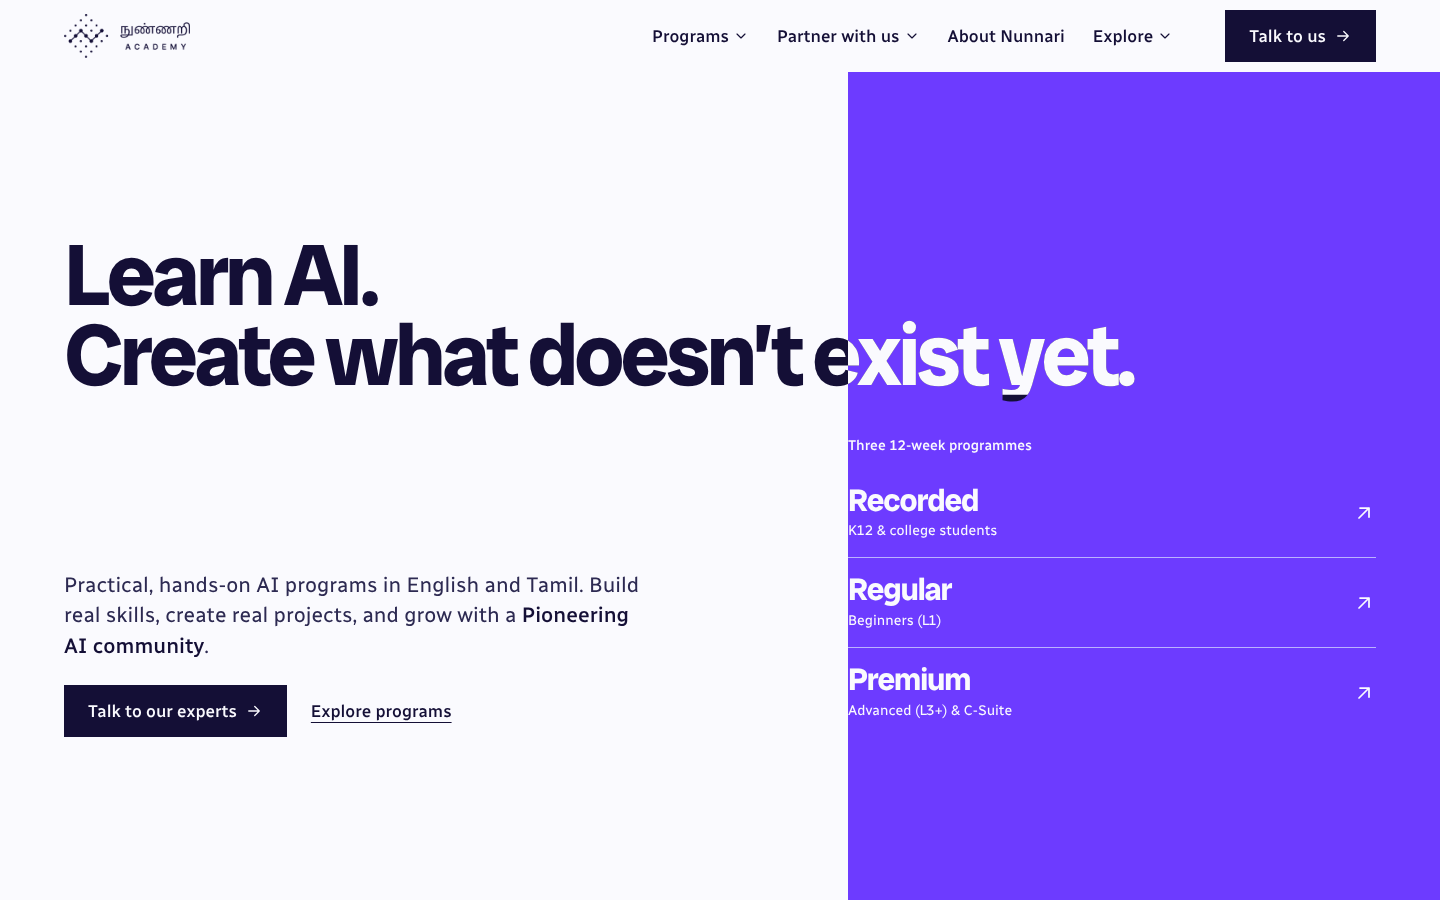 நுண்ணறி
ACADEMY
Programs
Partner with us
About Nunnari
Explore
Talk to us
Learn AI.
Create what doesn't exist yet.
Three 12-week programmes
Recorded
K12 & college students
Regular
Beginners (L1)
Premium
Advanced (L3+) & C-Suite
Practical, hands-on AI programs in English and Tamil. Build
real skills, create real projects, and grow with a Pioneering
AI community.
Talk to our experts
Explore programs